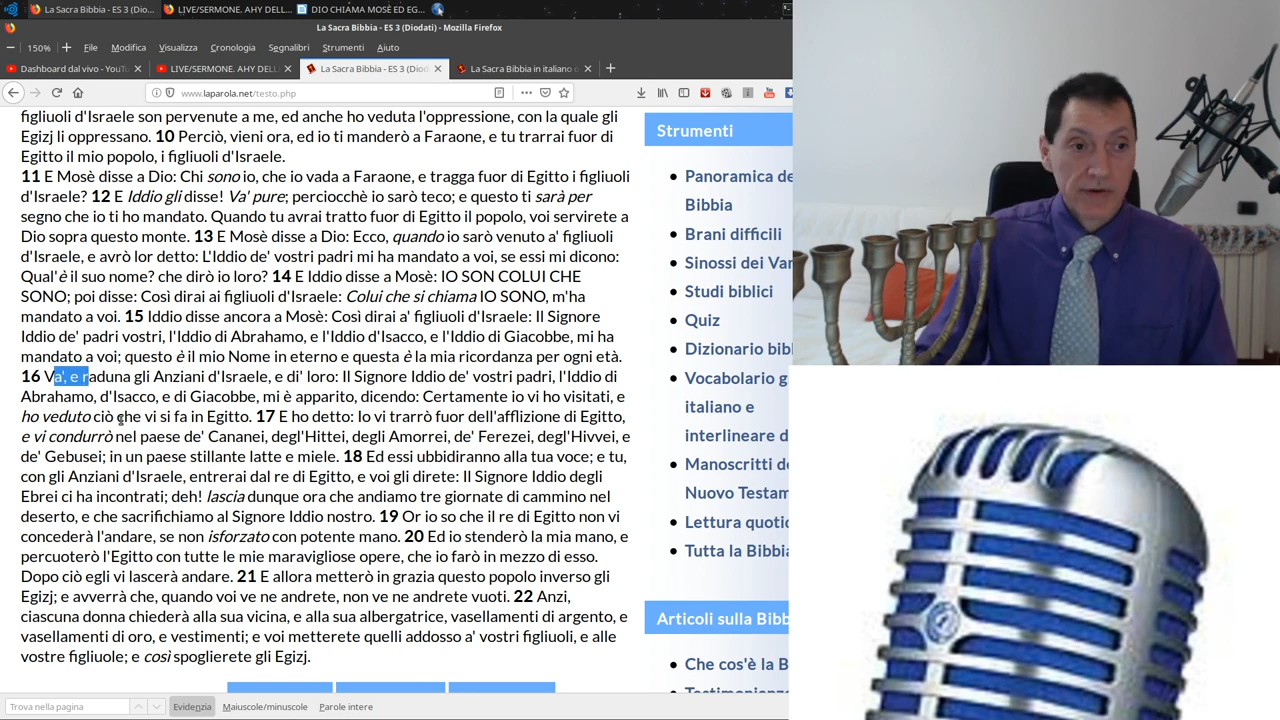 La Sacra Bibbia - ES 3 (Dio...
LIVE/SERMONE. AHY DELL...
DIO CHIAMA MOSÈ ED EG...
La Sacra Bibbia - ES 3 (Diodati) - Mozilla Firefox
150%
File Modifica Visualizza Cronologia Segnalibri Strumenti Aiuto
Dashboard dal vivo - YouTu
LIVE/SERMONE. AHY DELL
La Sacra Bibbia - ES 3 (Diod
La Sacra Bibbia in italiano o
www.laparola.net/testo.php
figliuoli d'Israele son pervenute a me, ed anche ho veduta l'oppressione, con la quale gli
Egizj li oppressano. 10 Perciò, vieni ora, ed io ti manderò a Faraone, e tu trarrai fuor di
Egitto il mio popolo, i figliuoli d'Israele.
11 E Mosè disse a Dio: Chi sono io, che io vada a Faraone, e tragga fuor di Egitto i figliuoli
d'Israele? 12 E Iddio gli disse! Va' pure; perciocchè io sarò teco; e questo ti sarà per
segno che io ti ho mandato. Quando tu avrai tratto fuor di Egitto il popolo, voi servirete a
Dio sopra questo monte. 13 E Mosè disse a Dio: Ecco, quando io sarò venuto a' figliuoli
d'Israele, e avrò lor detto: L'Iddio de' vostri padri mi ha mandato a voi, se essi mi dicono:
Qual'è il suo nome? che dirò io loro? 14 E Iddio disse a Mosè: IO SON COLUI CHE
SONO; poi disse: Così dirai ai figliuoli d'Israele: Colui che si chiama IO SONO, m'ha
mandato a voi. 15 Iddio disse ancora a Mosè: Così dirai a' figliuoli d'Israele: Il Signore
Iddio de' padri vostri, l'Iddio di Abrahamo, e l'Iddio d'Isacco, e l'Iddio di Giacobbe, mi ha
mandato a voi; questo è il mio Nome in eterno e questa è la mia ricordanza per ogni età.
16 Va', e raduna gli Anziani d'Israele, e di' loro: Il Signore Iddio de' vostri padri, l'Iddio di
Abrahamo, d'Isacco, e di Giacobbe, mi è apparito, dicendo: Certamente io vi ho visitati, e
ho veduto ciò che vi si fa in Egitto. 17 E ho detto: Io vi trarrò fuor dell'afflizione di Egitto,
e vi condurrò nel paese de' Cananei, degl'Hittei, degli Amorrei, de' Ferezei, degl'Hivvei, e
de' Gebusei; in un paese stillante latte e miele. 18 Ed essi ubbidiranno alla tua voce; e tu,
con gli Anziani d'Israele, entrerai dal re di Egitto, e voi gli direte: Il Signore Iddio degli
Ebrei ci ha incontrati; deh! lascia dunque ora che andiamo tre giornate di cammino nel
deserto, e che sacrifichiamo al Signore Iddio nostro. 19 Or io so che il re di Egitto non vi
concederà l'andare, se non isforzato con potente mano. 20 Ed io stenderò la mia mano, e
percuoterò l'Egitto con tutte le mie maravigliose opere, che io farò in mezzo di esso.
Dopo ciò egli vi lascerà andare. 21 E allora metterò in grazia questo popolo inverso gli
Egizj; e avverrà che, quando voi ve ne andrete, non ve ne andrete vuoti. 22 Anzi,
ciascuna donna chiederà alla sua vicina, e alla sua albergatrice, vasellamenti di argento, e
vasellamenti di oro, e vestimenti; e voi metterete quelli addosso a' vostri figliuoli, e alle
vostre figliuole; e così spoglierete gli Egizj.
Strumenti
Panoramica de
Bibbia
Brani difficili
Sinossi dei Van
Studi biblici
Quiz
Dizionario bibl
Vocabolario g
italiano e
interlineare d
Manoscritti de
Nuovo Testam
Lettura quotid
Tutta la Bibbia
Articoli sulla Bibb
Che cos'è la B
Testimonianze
Trova nella pagina
Evidenzia
Maiuscole/minuscole
Parole intere